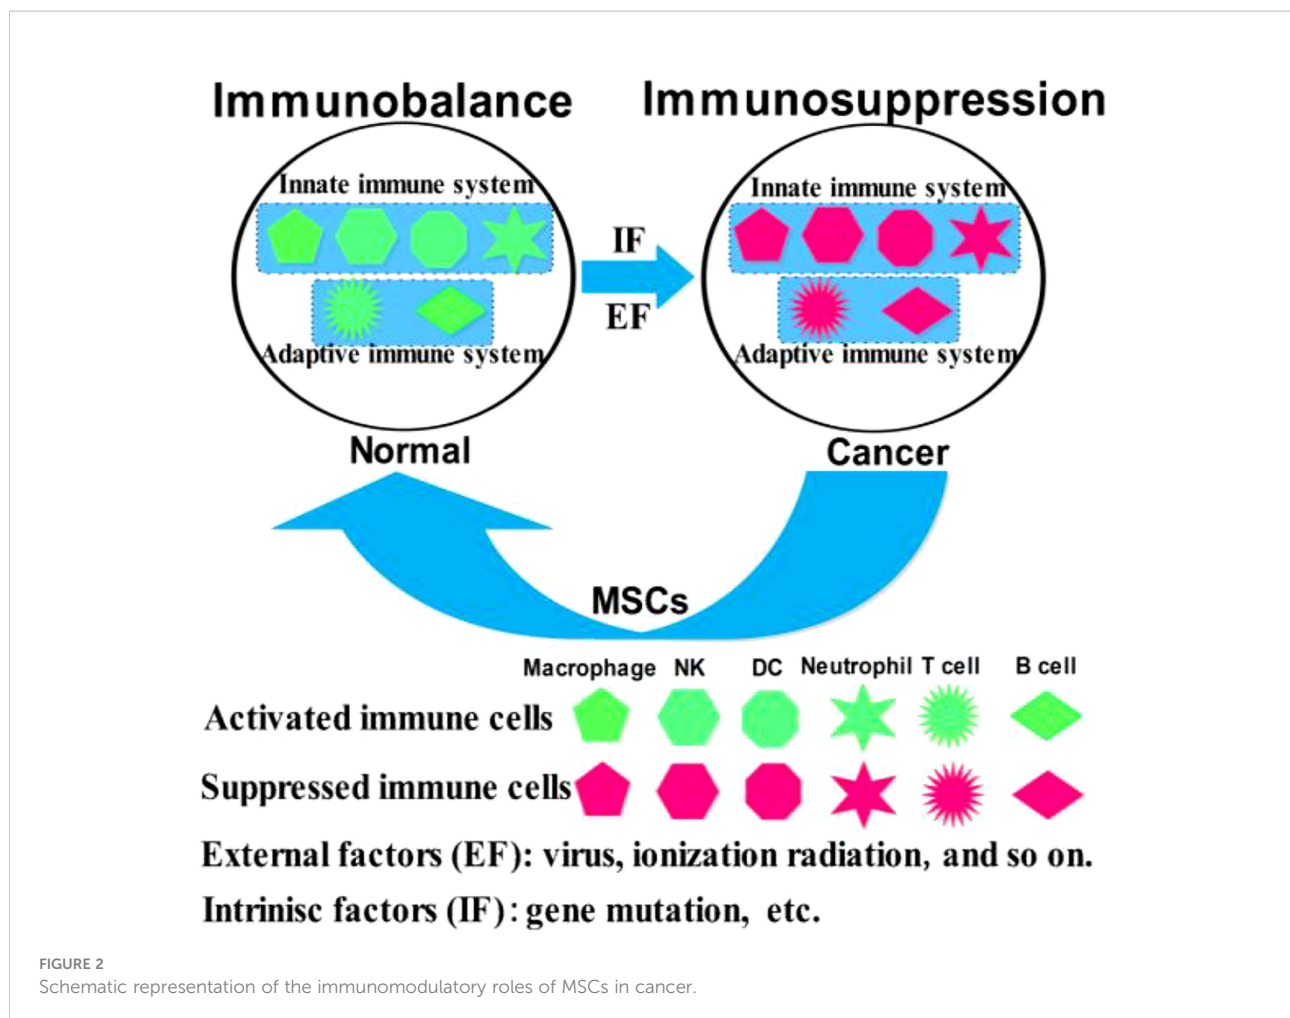 Immunobalance
Immunosuppression
Innate immune system
Adaptive immune system
Normal
IF
EF
Innate immune system
Adaptive immune system
Cancer
MSCs
Macrophage NK DC Neutrophil T cell B cell
Activated immune cells
Suppressed immune cells
External factors (EF): virus, ionization radiation, and so on.
Intrinisc factors (IF): gene mutation, etc.
FIGURE 2
Schematic representation of the immunomodulatory roles of MSCs in cancer.